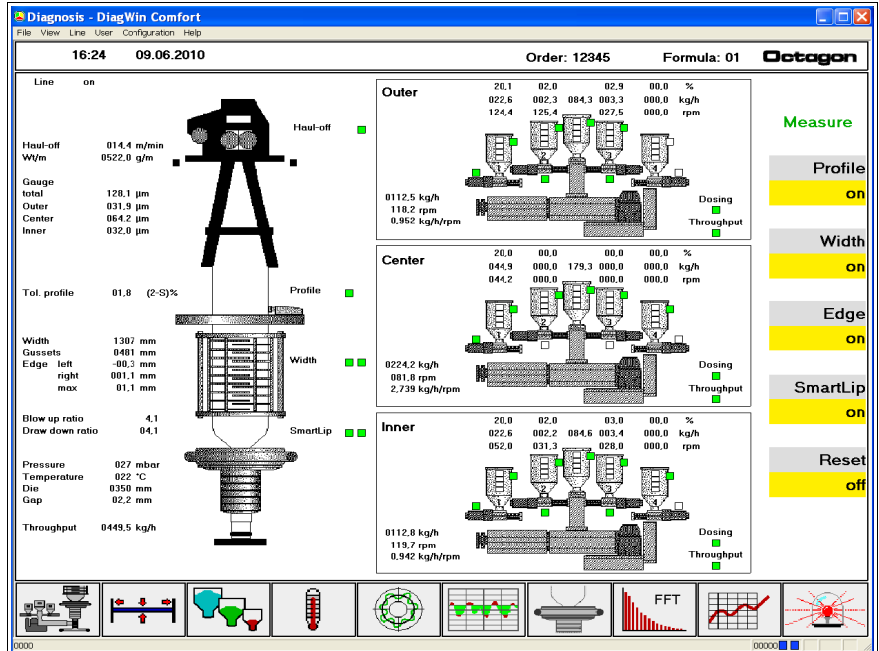 Diagnosis - DiagWin Comfort
File View Line User Configuration Help
16:24 09.06.2010 Order: 12345 Formula: 01 Octagon
Line on
Haul-off
Haul-off 014,4 m/min
Wt/m 0522,0 g/m
Gauge
total 128,1 µm
Outer 031,9 µm
Center 064,2 µm
Inner 032,0 µm
Tol. profile 01,8 (2-S)% Profile
Width 1307 mm
Gussets 0481 mm
Edge left -00,3 mm
right 001,1 mm
max 01,1 mm
Width
Blow up ratio 4,1
Draw down ratio 04,1
SmartLip
Pressure 027 mbar
Temperature 022 °C
Die 0350 mm
Gap 02,2 mm
Throughput 0449,5 kg/h
Outer
20,1 02,0 02,9 00,0 %
022,6 002,3 084,3 003,3 000,0 kg/h
124,4 125,4 027,5 000,0 rpm
1 2 3 4
0112,5 kg/h
118,2 rpm
0,952 kg/h/rpm
Dosing
Throughput
Center
20,0 00,0 00,0 00,0 %
044,9 000,0 179,3 000,0 000,0 kg/h
044,2 000,0 000,0 000,0 rpm
1 2 3 4
0224,2 kg/h
081,8 rpm
2,739 kg/h/rpm
Dosing
Throughput
Inner
20,0 02,0 03,0 00,0 %
022,6 002,2 084,6 003,4 000,0 kg/h
052,0 031,3 028,0 000,0 rpm
1 2 3 4
0112,8 kg/h
119,7 rpm
0,942 kg/h/rpm
Dosing
Throughput
Measure
Profile
on
Width
on
Edge
on
SmartLip
on
Reset
off
FFT
0000 00000